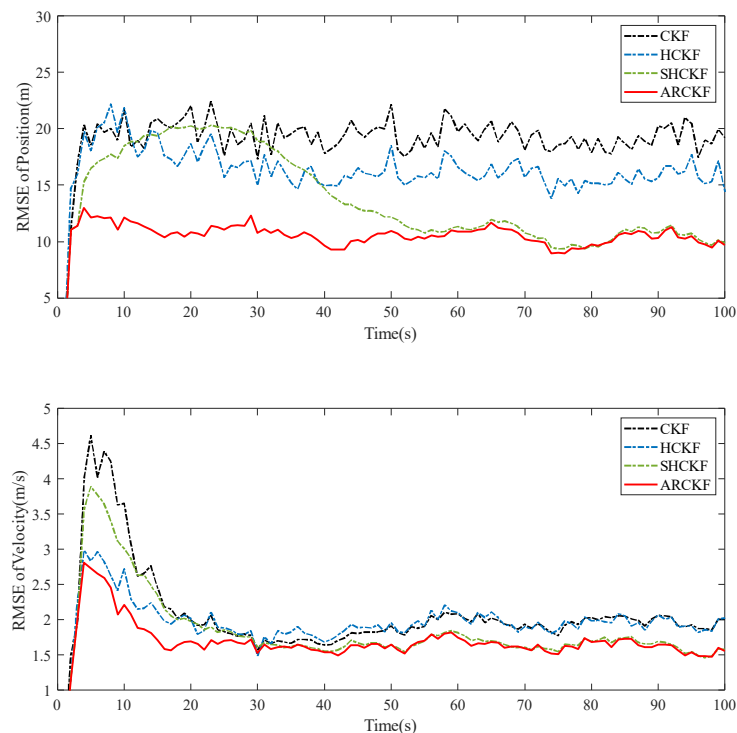 30
25
20
15
10
5
RMSE of Position(m)
CKF
HCKF
SHCKF
ARCKF
0 10 20 30 40 50 60 70 80 90 100
Time(s)
5
4.5
4
3.5
3
2.5
2
1.5
1
RMSE of Velocity(m/s)
CKF
HCKF
SHCKF
ARCKF
0 10 20 30 40 50 60 70 80 90 100
Time(s)